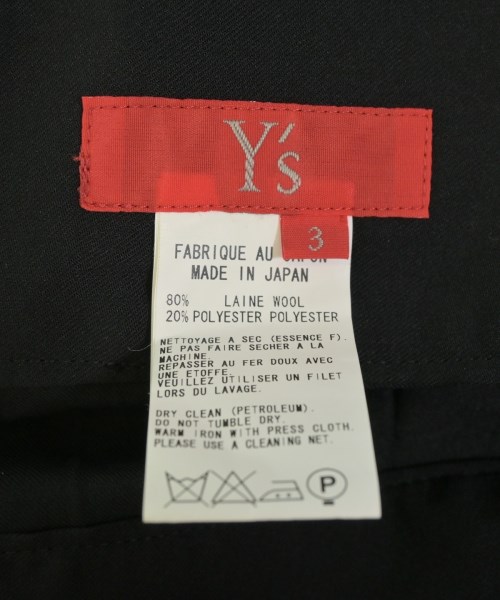 Y's
3
FABRIQUE AU JAPON
MADE IN JAPAN
80% LAINE WOOL
20% POLYESTER POLYESTER
NETTOYAGE A SEC (ESSENCE F).
NE PAS FAIRE SECHER A LA
MACHINE.
REPASSER AU FER DOUX AVEC
UNE ETOFFE.
VEUILLEZ UTILISER UN FILET
LORS DU LAVAGE.
DRY CLEAN (PETROLEUM).
DO NOT TUMBLE DRY.
WARM IRON WITH PRESS CLOTH.
PLEASE USE A CLEANING NET.
P